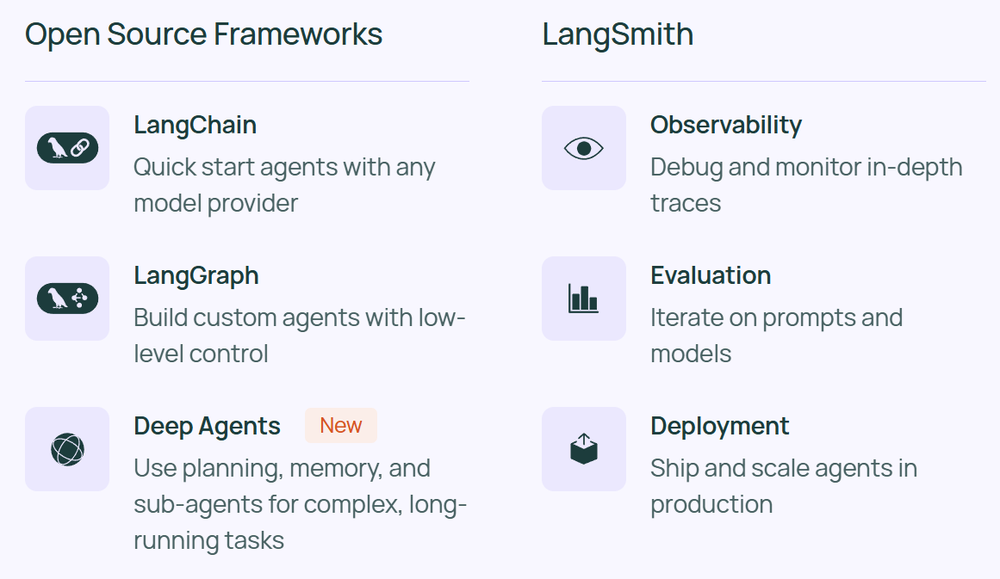 Open Source Frameworks
LangChain
Quick start agents with any
model provider
LangGraph
Build custom agents with low-
level control
Deep Agents New
Use planning, memory, and
sub-agents for complex, long-
running tasks
LangSmith
Observability
Debug and monitor in-depth
traces
Evaluation
Iterate on prompts and
models
Deployment
Ship and scale agents in
production